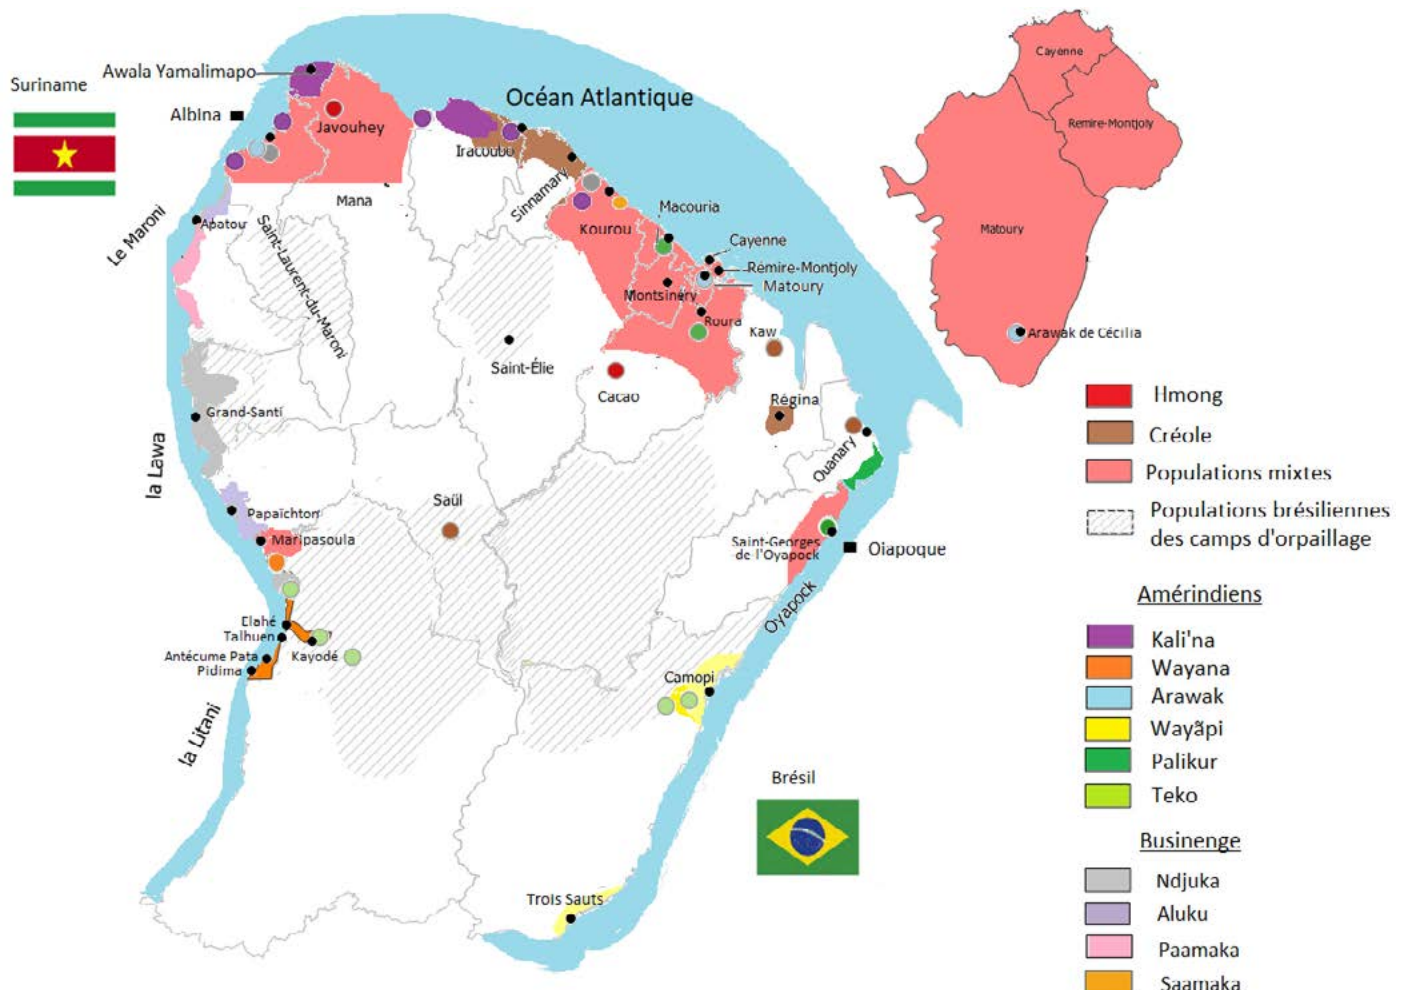 Suriname
Awala Yamalimapo
Albina
Javouhey
Océan Atlantique
Iracoubo
Mana
Sinnamary
Le Maroni
Apatou
Saint-Laurent-du-Maroni
Kourou
Macouria
Cayenne
Rémire-Montjoly
Matoury
Montsinéry
Roura
Kaw
Saint-Élie
Cacao
Régina
Grand-Santi
la Lawa
Ouanary
Saül
Papaïchton
Maripasoula
Saint-Georges
de l'Oyapock
Oiapoque
Oyapock
Elahé
Talhuen
Antécume Pata
Kayodé
Pidima
Camopi
la Litani
Brésil
Trois Sauts
Cayenne
Remire-Montjoly
Matoury
Arawak de Cécilia
Hmong
Créole
Populations mixtes
Populations brésiliennes
des camps d'orpaillage
Amérindiens
Kali'na
Wayana
Arawak
Wayãpi
Palikur
Teko
Businenge
Ndjuka
Aluku
Paamaka
Saamaka